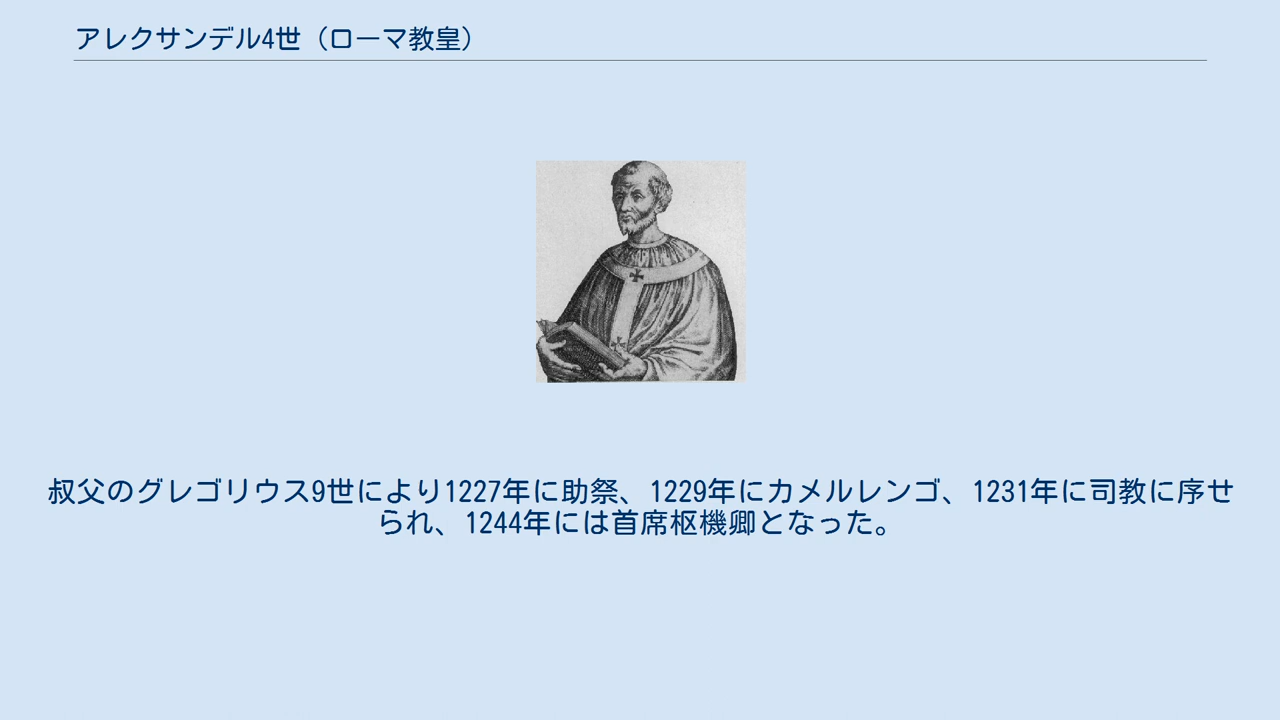 アレクサンデル4世（ローマ教皇）
叔父のグレゴリウス9世により1227年に助祭、1229年にカメルレンゴ、1231年に司教に序せ
られ、1244年には首席枢機卿となった。